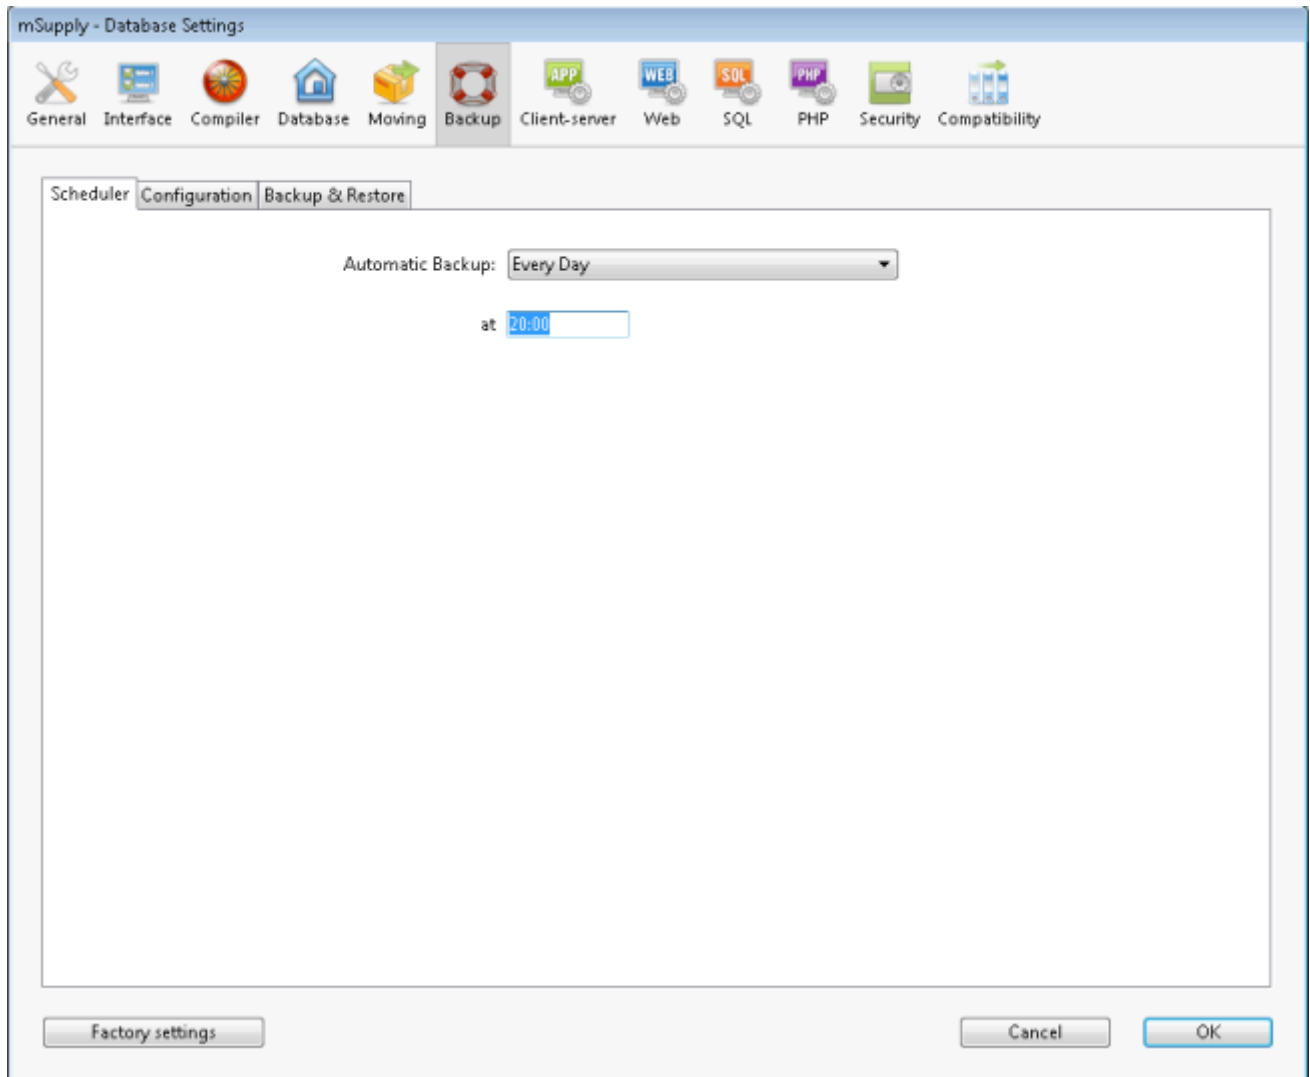 mSupply - Database Settings
APP WEB SQL PHP
General Interface Compiler Database Moving Backup Client-server Web SQL PHP Security Compatibility
Scheduler Configuration Backup & Restore
Automatic Backup: Every Day
at 20:00
Factory settings Cancel OK